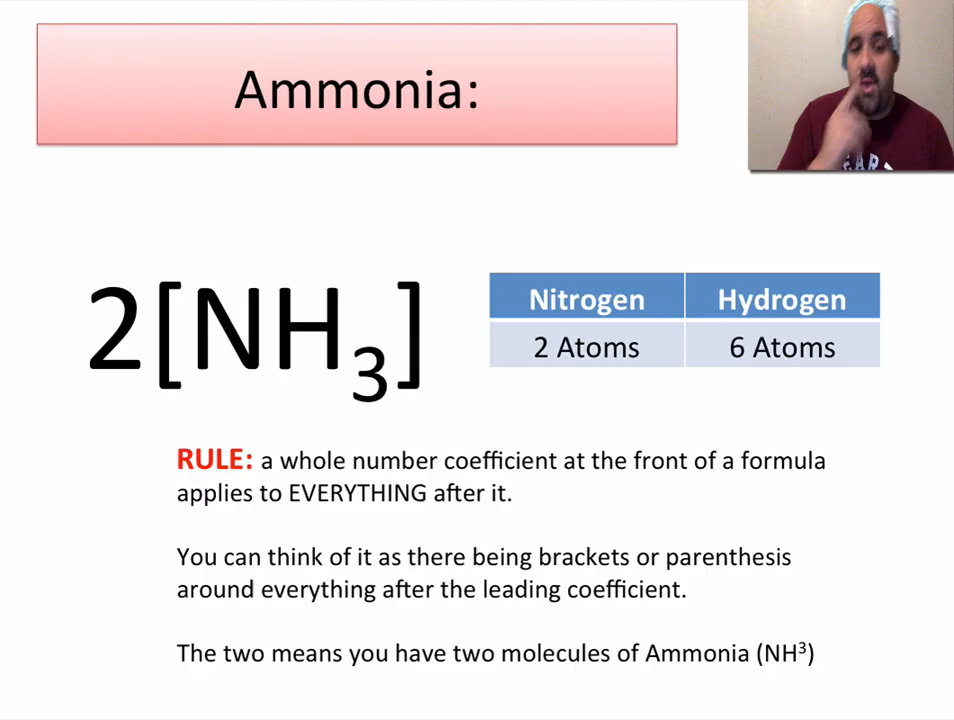 Ammonia:
2[NH₃]
Nitrogen Hydrogen
2 Atoms 6 Atoms
RULE: a whole number coefficient at the front of a formula
applies to EVERYTHING after it.
You can think of it as there being brackets or parenthesis
around everything after the leading coefficient.
The two means you have two molecules of Ammonia (NH³)